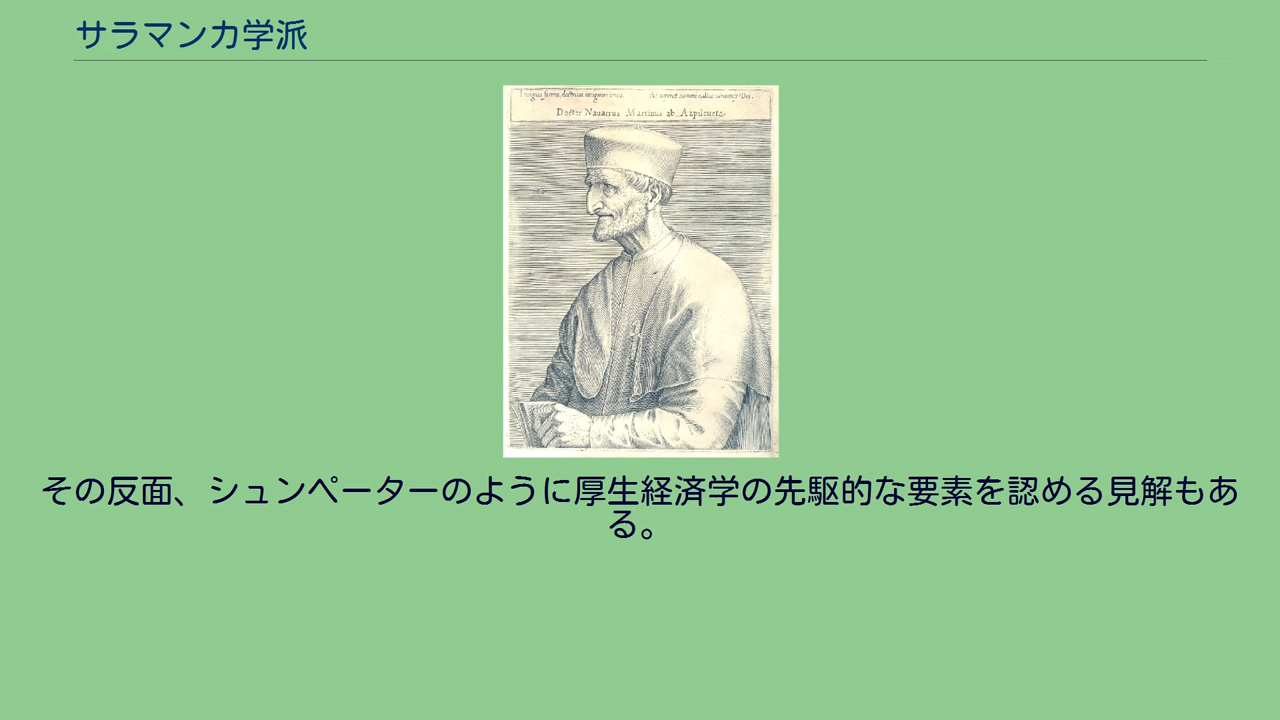 サラマンカ学派
Doctor Nauarrus Martinus ab Azpilcueta.
その反面、シュンペーターのように厚生経済学の先駆的な要素を認める見解もあ
る。